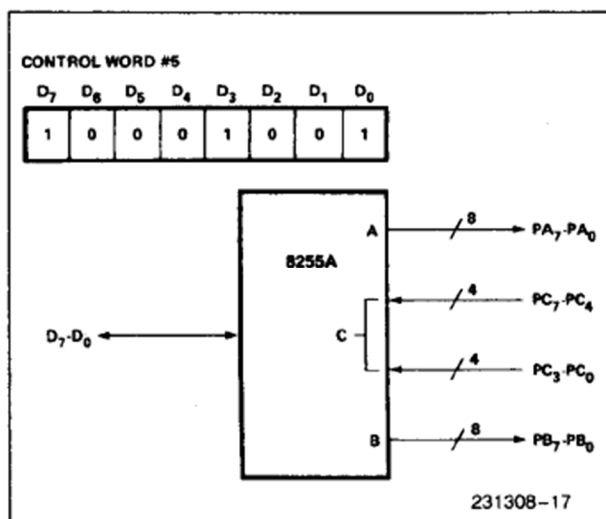 CONTROL WORD #5
D7 D6 D5 D4 D3 D2 D1 D0
1 0 0 0 1 0 0 1
A 8 PA7-PA0
8255A
4 PC7-PC4
D7-D0 C
4 PC3-PC0
B 8 PB7-PB0
231308-17